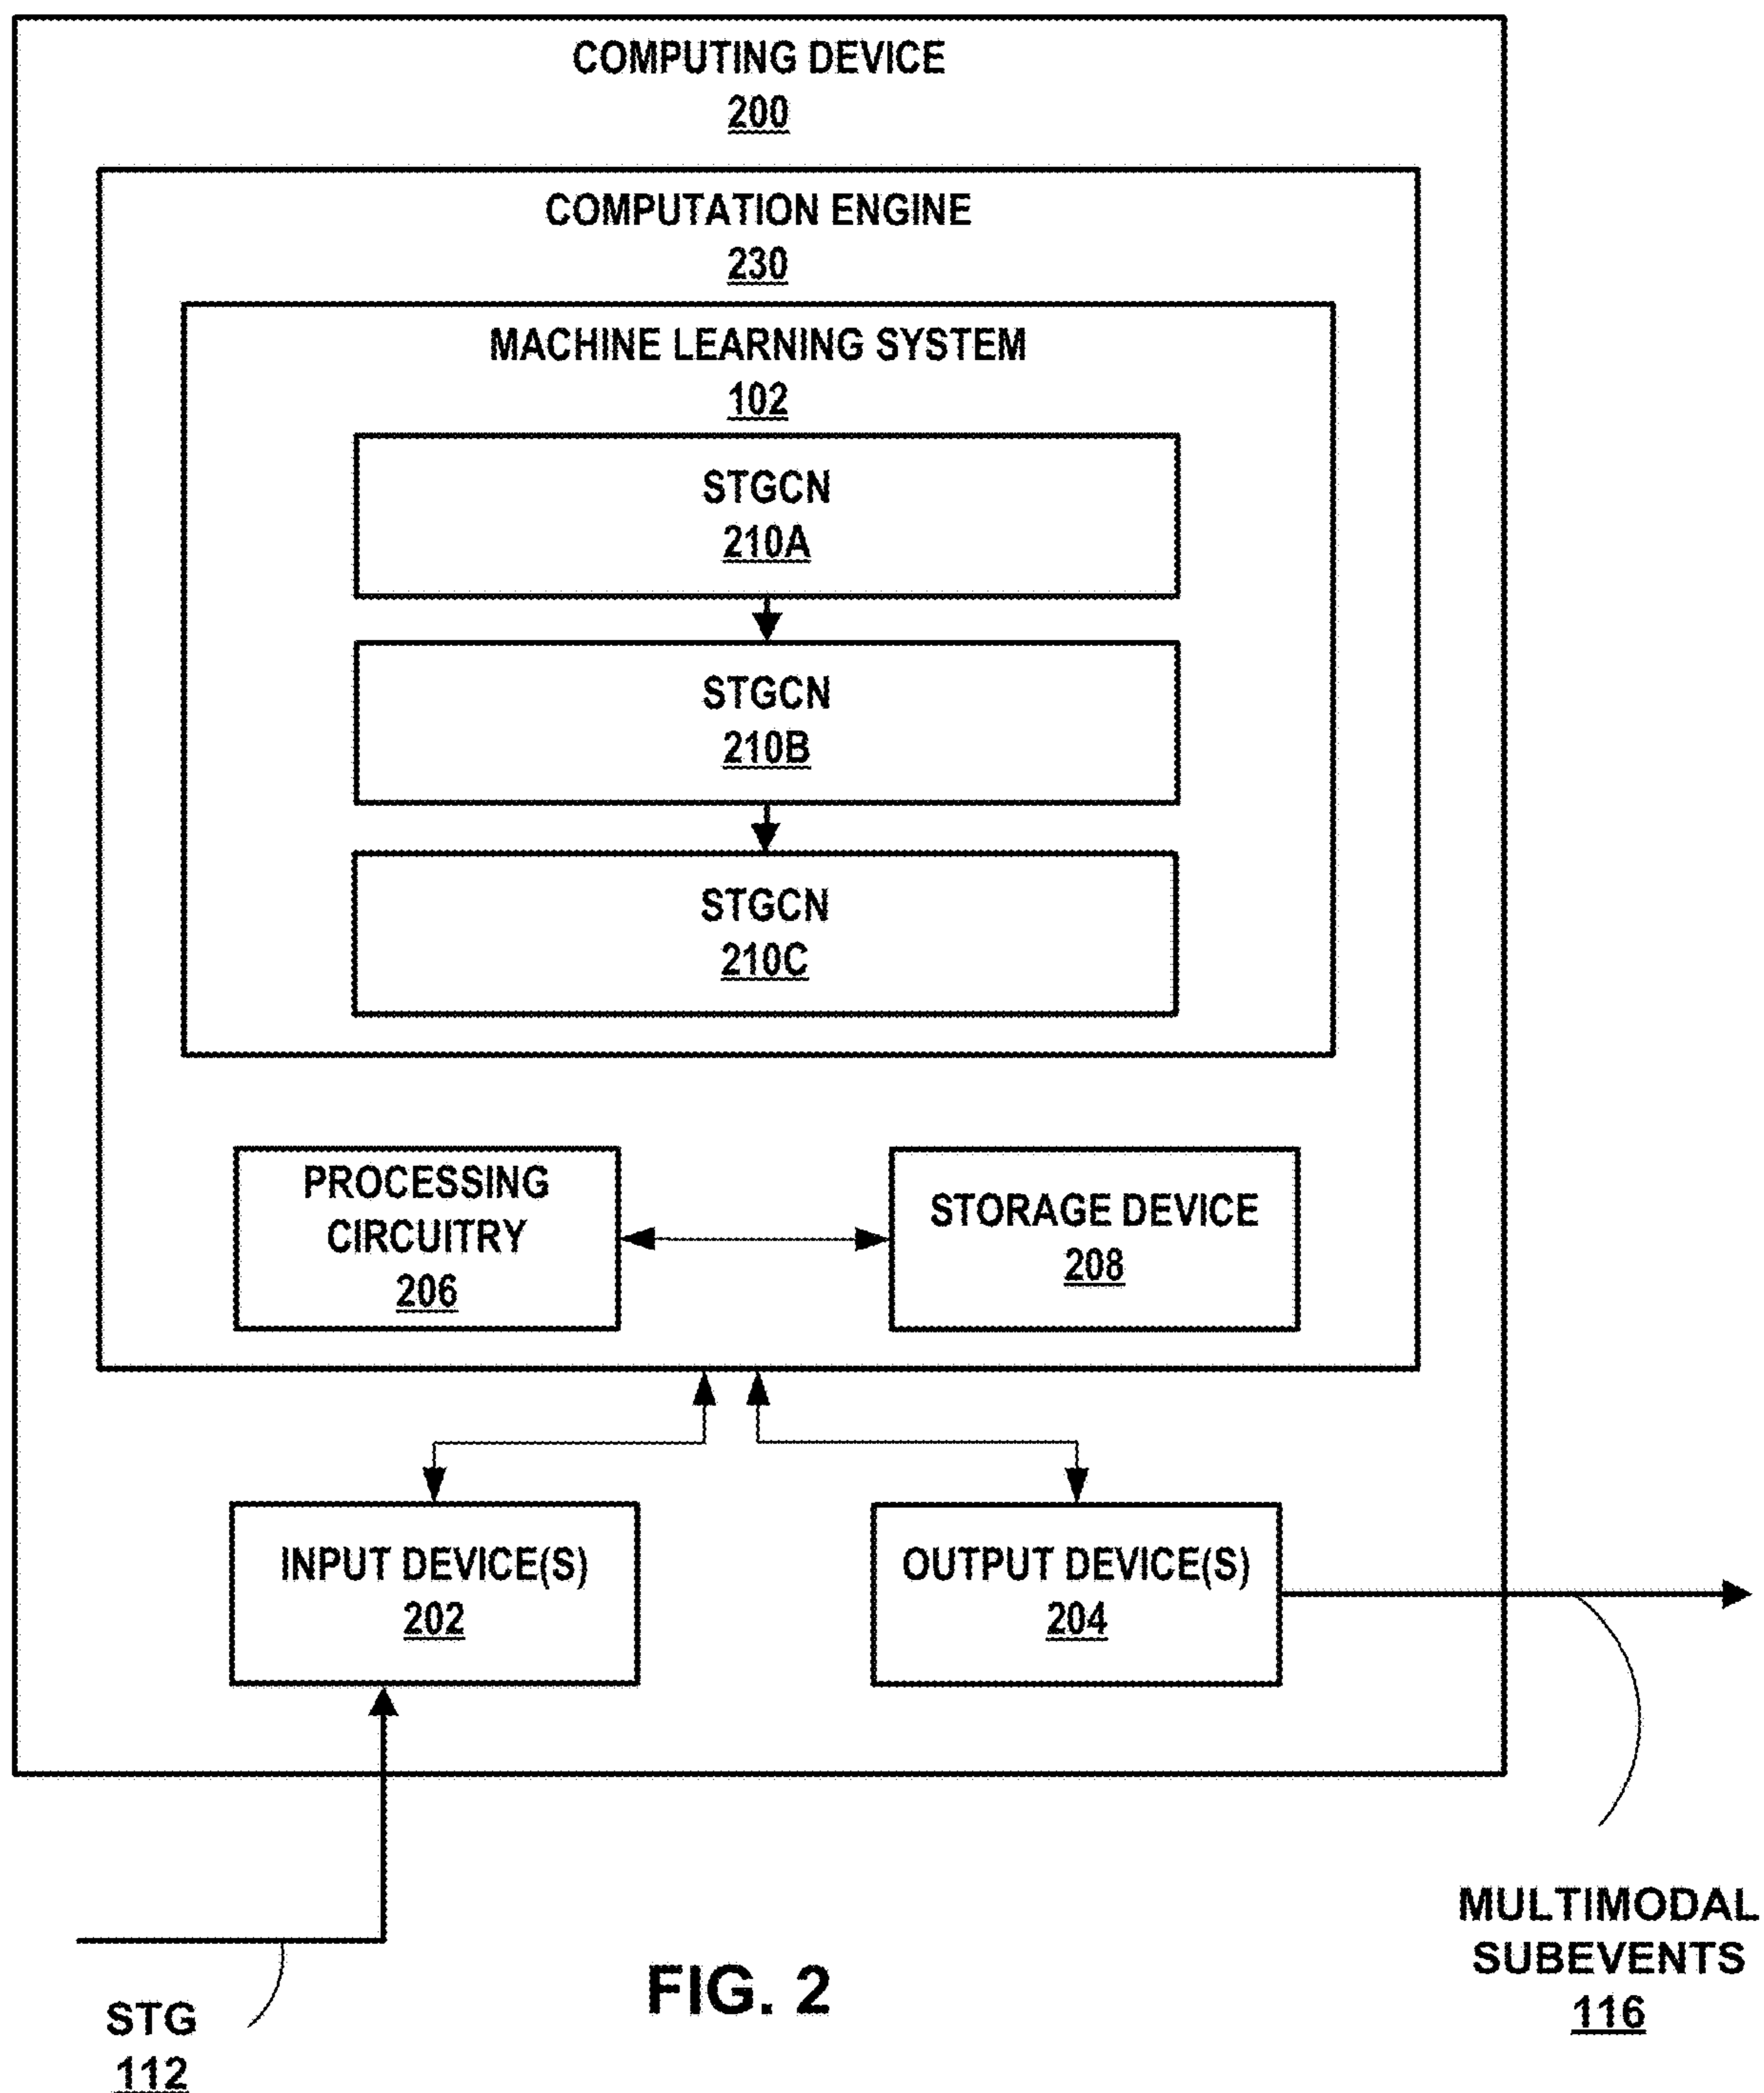 COMPUTING DEVICE
200
COMPUTATION ENGINE
230
MACHINE LEARNING SYSTEM
102
STGCN
210A
STGCN
210B
STGCN
210C
PROCESSING
CIRCUITRY
206
STORAGE DEVICE
208
INPUT DEVICE(S)
202
OUTPUT DEVICE(S)
204
MULTIMODAL
SUBEVENTS
116
STG
112
FIG. 2